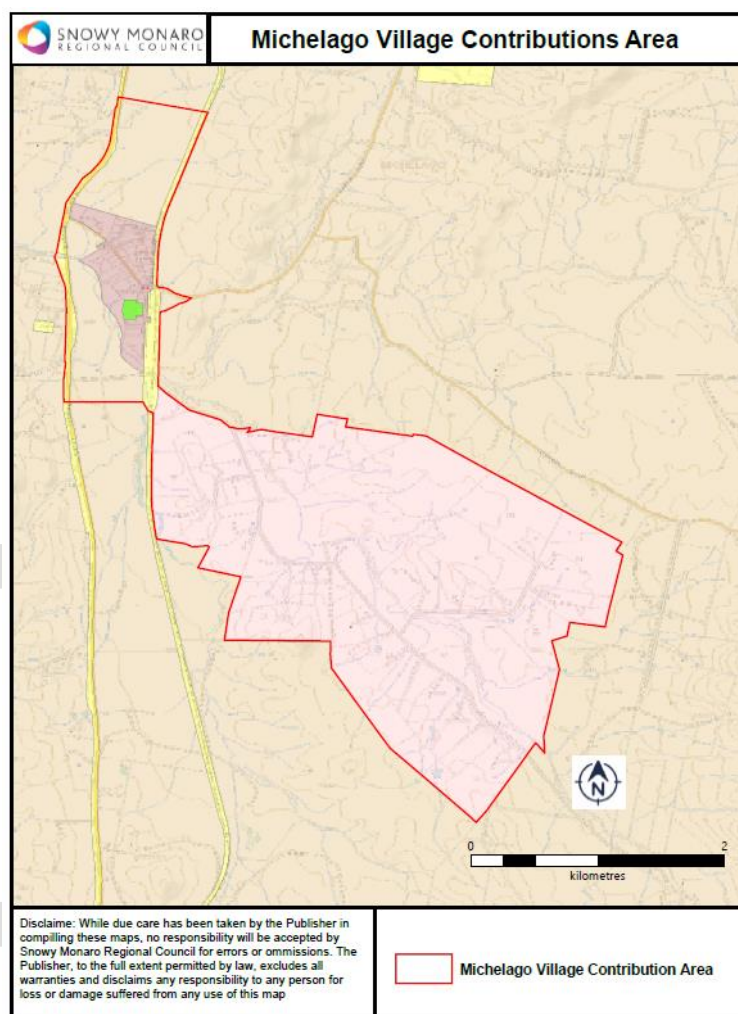 SNOWY MONARO
REGIONAL COUNCIL
Michelago Village Contributions Area
MICHELAGO
N
0 2
kilometres
Disclaime: While due care has been taken by the Publisher in
compilling these maps, no responsibility will be accepted by
Snowy Monaro Regional Council for errors or ommissions. The
Publisher, to the full extent permitted by law, excludes all
warranties and disclaims any responsibility to any person for
loss or damage suffered from any use of this map
Michelago Village Contribution Area